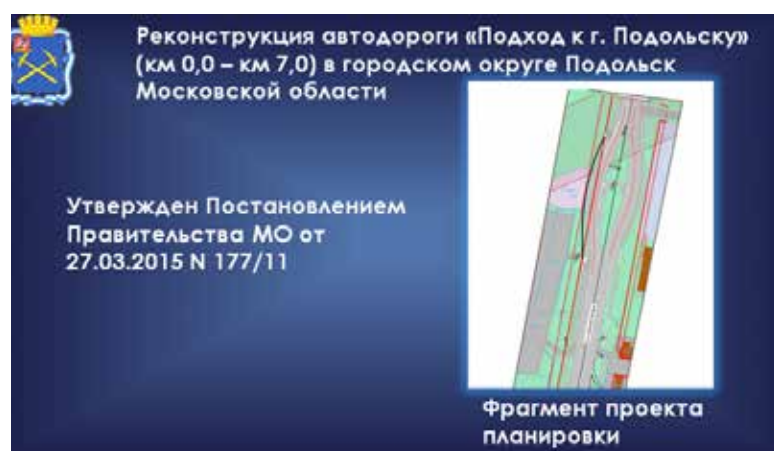 Реконструкция автодороги «Подход к г. Подольску»
(км 0,0 – км 7,0) в городском округе Подольск
Московской области
Утвержден Постановлением
Правительства МО от
27.03.2015 N 177/11
Фрагмент проекта
планировки